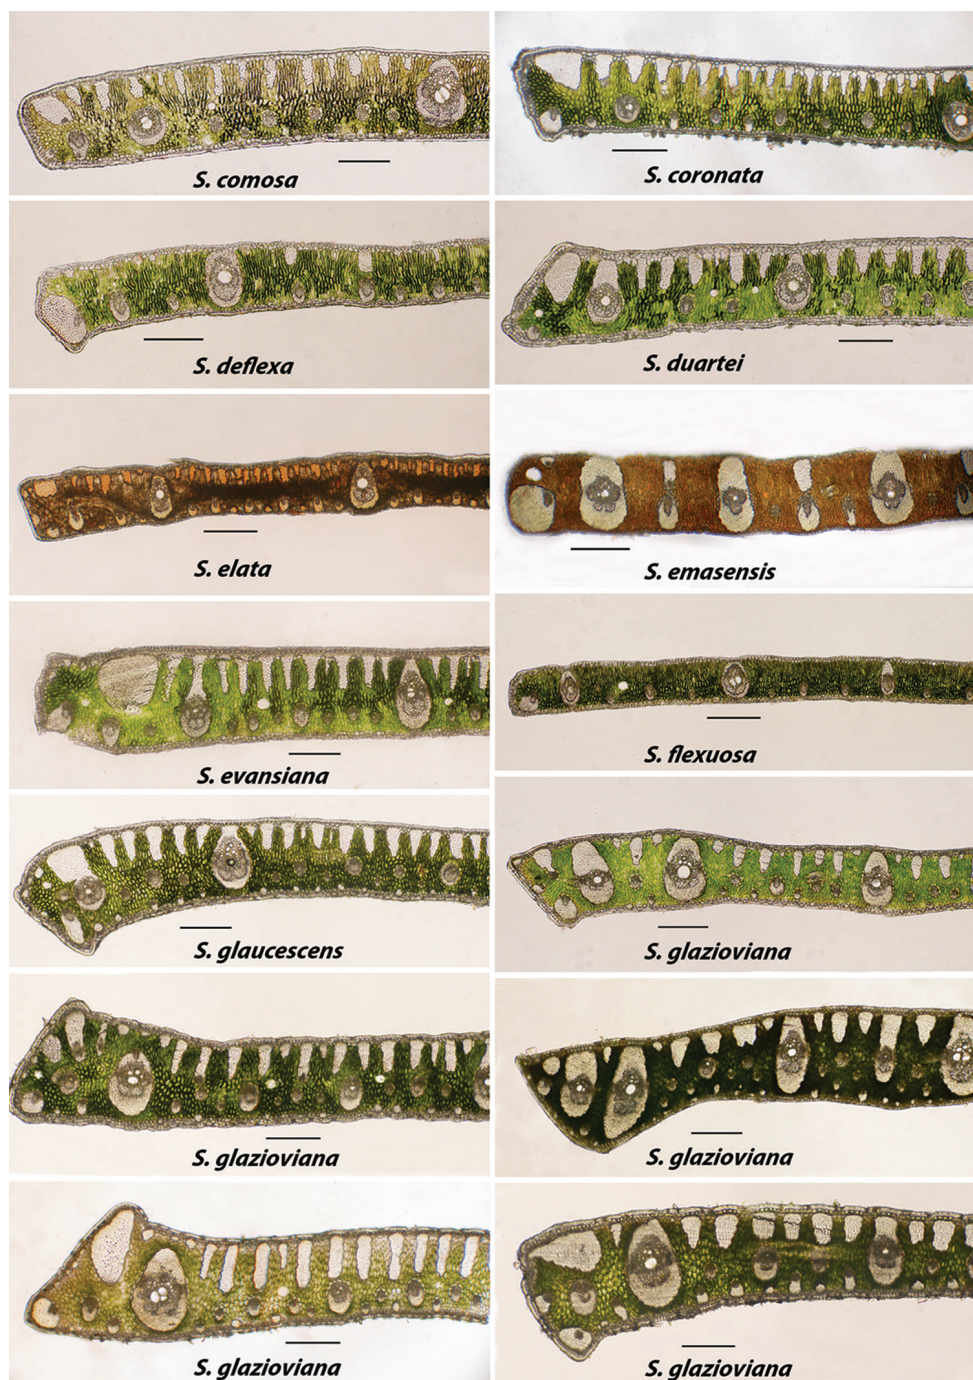 S. comosa
S. coronata
S. deflexa
S. duartei
S. elata
S. emasensis
S. evansiana
S. flexuosa
S. glaucescens
S. glazioviana
S. glazioviana
S. glazioviana
S. glazioviana
S. glazioviana